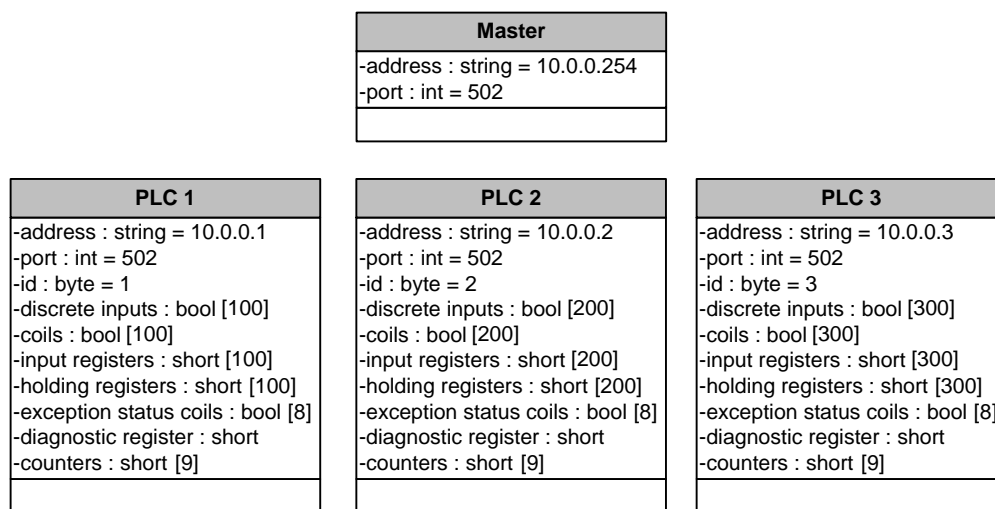 Master
-address : string = 10.0.0.254
-port : int = 502
PLC 1
-address : string = 10.0.0.1
-port : int = 502
-id : byte = 1
-discrete inputs : bool [100]
-coils : bool [100]
-input registers : short [100]
-holding registers : short [100]
-exception status coils : bool [8]
-diagnostic register : short
-counters : short [9]
PLC 2
-address : string = 10.0.0.2
-port : int = 502
-id : byte = 2
-discrete inputs : bool [200]
-coils : bool [200]
-input registers : short [200]
-holding registers : short [200]
-exception status coils : bool [8]
-diagnostic register : short
-counters : short [9]
PLC 3
-address : string = 10.0.0.3
-port : int = 502
-id : byte = 3
-discrete inputs : bool [300]
-coils : bool [300]
-input registers : short [300]
-holding registers : short [300]
-exception status coils : bool [8]
-diagnostic register : short
-counters : short [9]